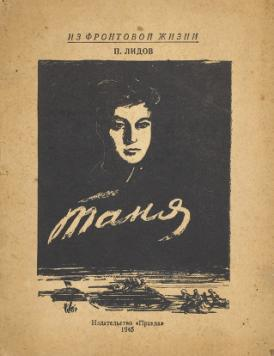 ИЗ ФРОНТОВОЙ ЖИЗНИ
П. ЛИДОВ
Таня
Издательство «Правда»
1945